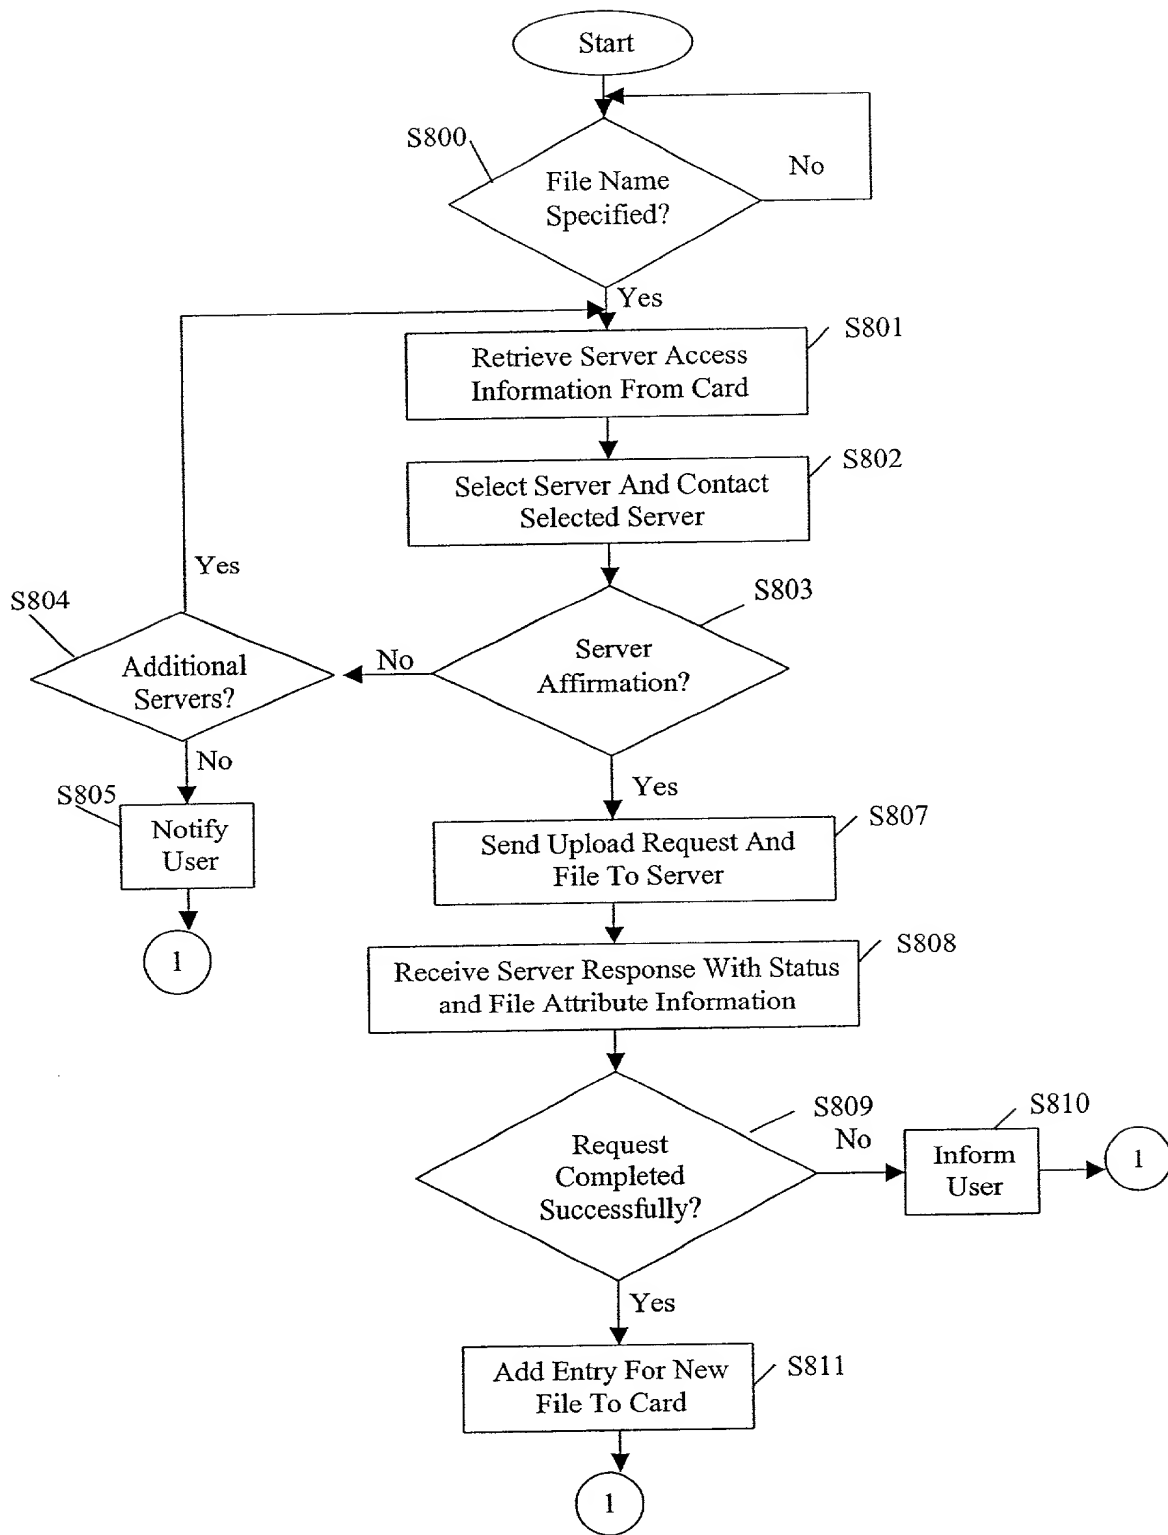 Start
S800
File Name
Specified?
No
Yes
S801
Retrieve Server Access
Information From Card
S802
Select Server And Contact
Selected Server
Yes
S804
S803
Additional
Servers?
No
Server
Affirmation?
No
Yes
S805
Notify
User
S807
Send Upload Request And
File To Server
1
S808
Receive Server Response With Status
and File Attribute Information
S809
No
S810
Request
Completed
Successfully?
Inform
User
1
Yes
Add Entry For New
File To Card
S811
1